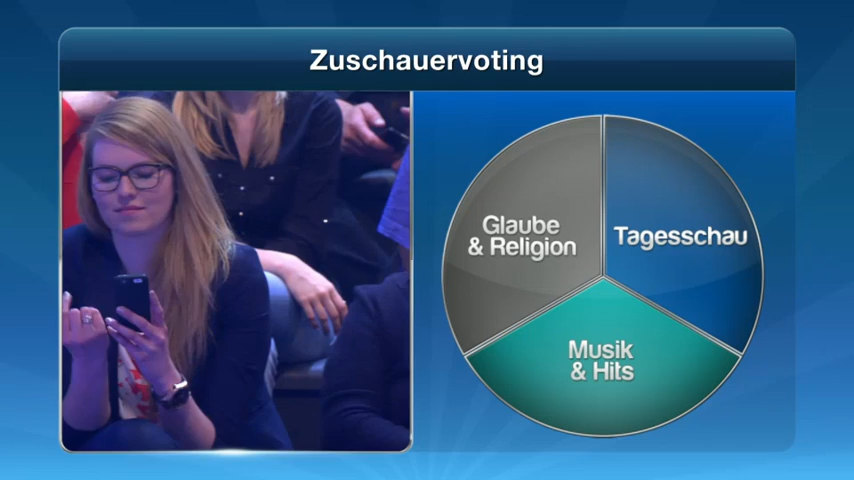 Zuschauervoting
Glaube
& Religion
Tagesschau
Musik
& Hits